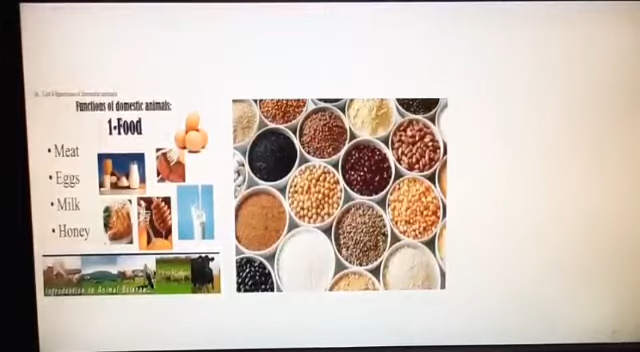 Functions of domestic animals:
1-Food
• Meat
• Eggs
• Milk
• Honey
Introduction to Animal Science